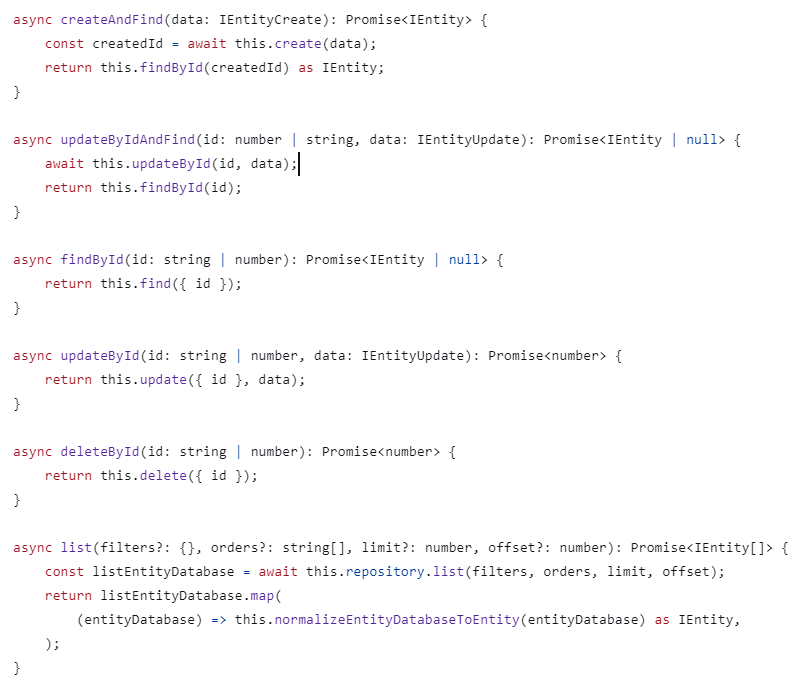 async createAndFind(data: IEntityCreate): Promise<IEntity> {
    const createdId = await this.create(data);
    return this.findById(createdId) as IEntity;
}

async updateByIdAndFind(id: number | string, data: IEntityUpdate): Promise<IEntity | null> {
    await this.updateById(id, data);
    return this.findById(id);
}

async findById(id: string | number): Promise<IEntity | null> {
    return this.find({ id });
}

async updateById(id: string | number, data: IEntityUpdate): Promise<number> {
    return this.update({ id }, data);
}

async deleteById(id: string | number): Promise<number> {
    return this.delete({ id });
}

async list(filters?: {}, orders?: string[], limit?: number, offset?: number): Promise<IEntity[]> {
    const listEntityDatabase = await this.repository.list(filters, orders, limit, offset);
    return listEntityDatabase.map(
        (entityDatabase) => this.normalizeEntityDatabaseToEntity(entityDatabase) as IEntity,
    );
}